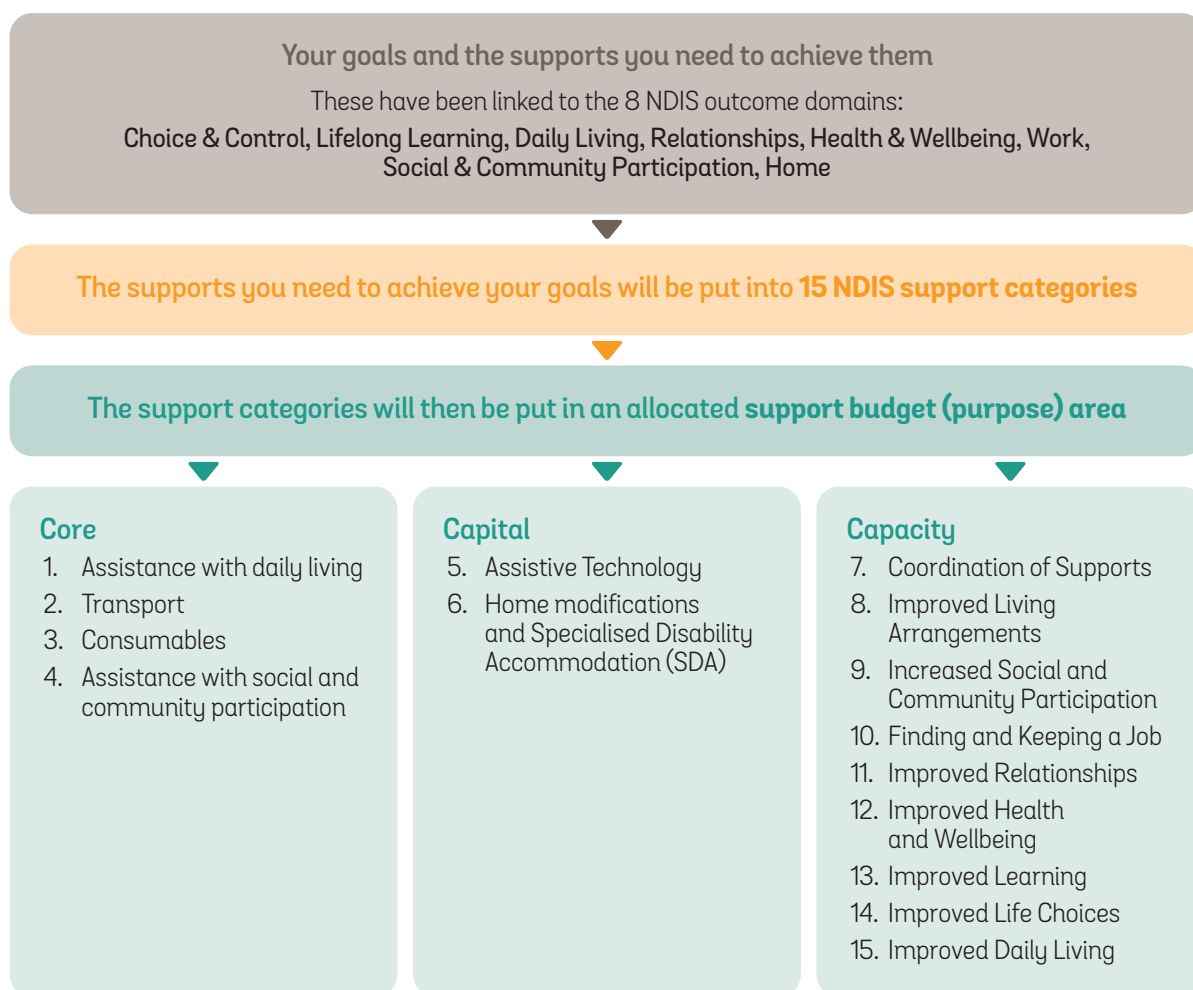 Your goals and the supports you need to achieve them
These have been linked to the 8 NDIS outcome domains:
Choice & Control, Lifelong Learning, Daily Living, Relationships, Health & Wellbeing, Work,
Social & Community Participation, Home
The supports you need to achieve your goals will be put into 15 NDIS support categories
The support categories will then be put in an allocated support budget (purpose) area
Core
1. Assistance with daily living
2. Transport
3. Consumables
4. Assistance with social and
community participation
Capital
5. Assistive Technology
6. Home modifications
and Specialised Disability
Accommodation (SDA)
Capacity
7. Coordination of Supports
8. Improved Living
Arrangements
9. Increased Social and
Community Participation
10. Finding and Keeping a Job
11. Improved Relationships
12. Improved Health
and Wellbeing
13. Improved Learning
14. Improved Life Choices
15. Improved Daily Living